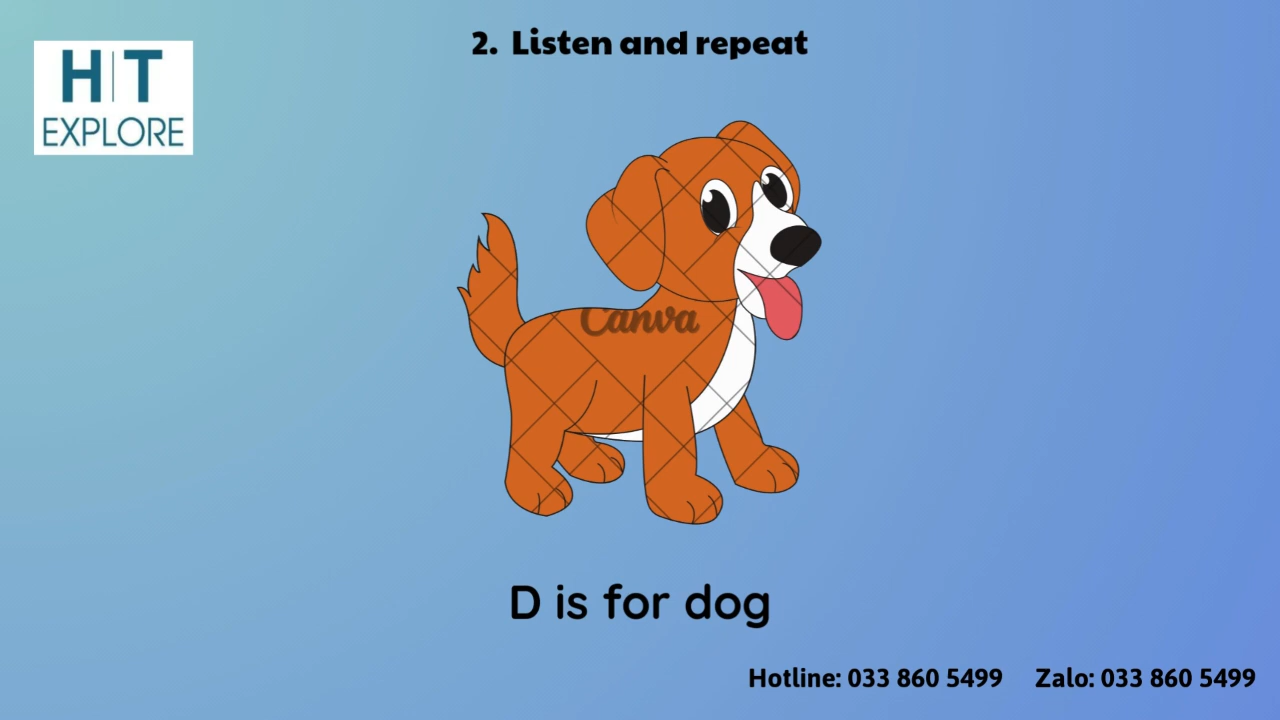 2. Listen and repeat
H|T
EXPLORE
Canva
D is for dog
Hotline: 033 860 5499 Zalo: 033 860 5499